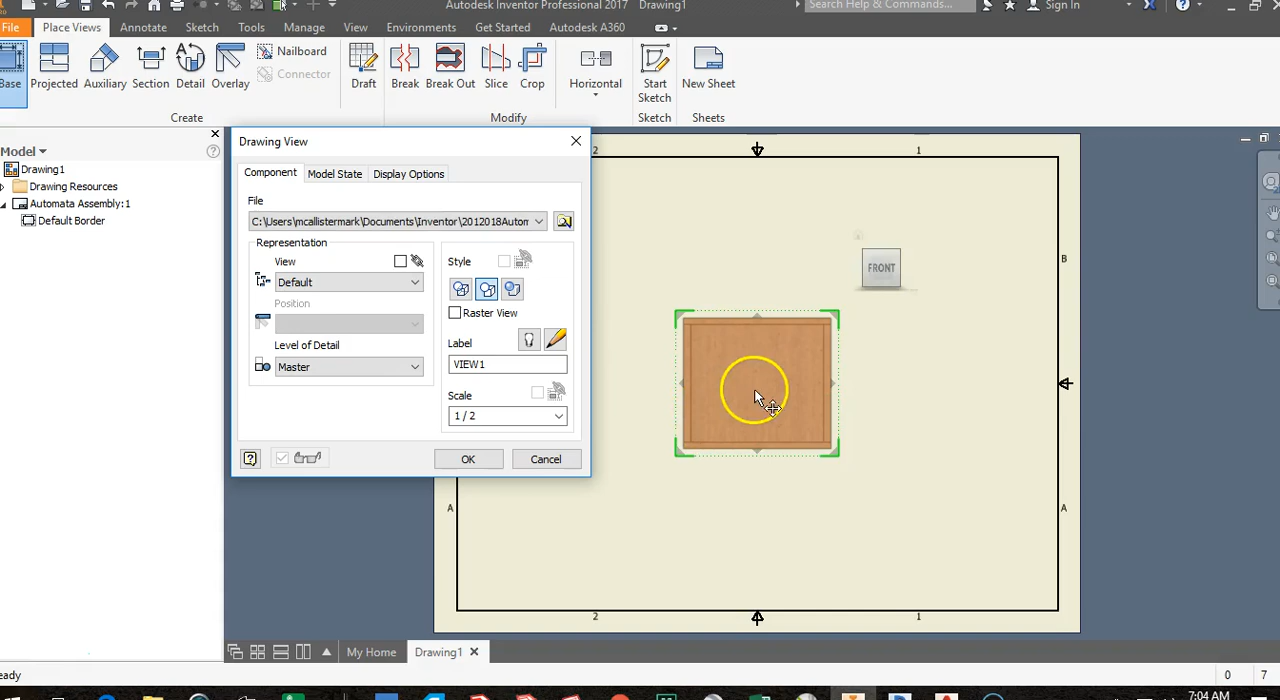 Autodesk Inventor Professional 2017 Drawing1
Search Help & Commands...
Sign In
File
Place Views
Annotate
Sketch
Tools
Manage
View
Environments
Get Started
Autodesk A360
Base
Projected
Auxiliary
Section
Detail
Overlay
Nailboard
Connector
Draft
Break
Break Out
Slice
Crop
Horizontal
Start
Sketch
New Sheet
Create
Modify
Sketch
Sheets
Model
Drawing1
Drawing Resources
Automata Assembly:1
Default Border
Drawing View
Component
Model State
Display Options
File
C:\Users\mcallistermark\Documents\Inventor\2012018Autom
Representation
View
Default
Position
Level of Detail
Master
Style
Raster View
Label
VIEW1
Scale
1 / 2
OK
Cancel
2
1
B
FRONT
A
A
2
1
My Home
Drawing1
eady
0
7
7:04 AM